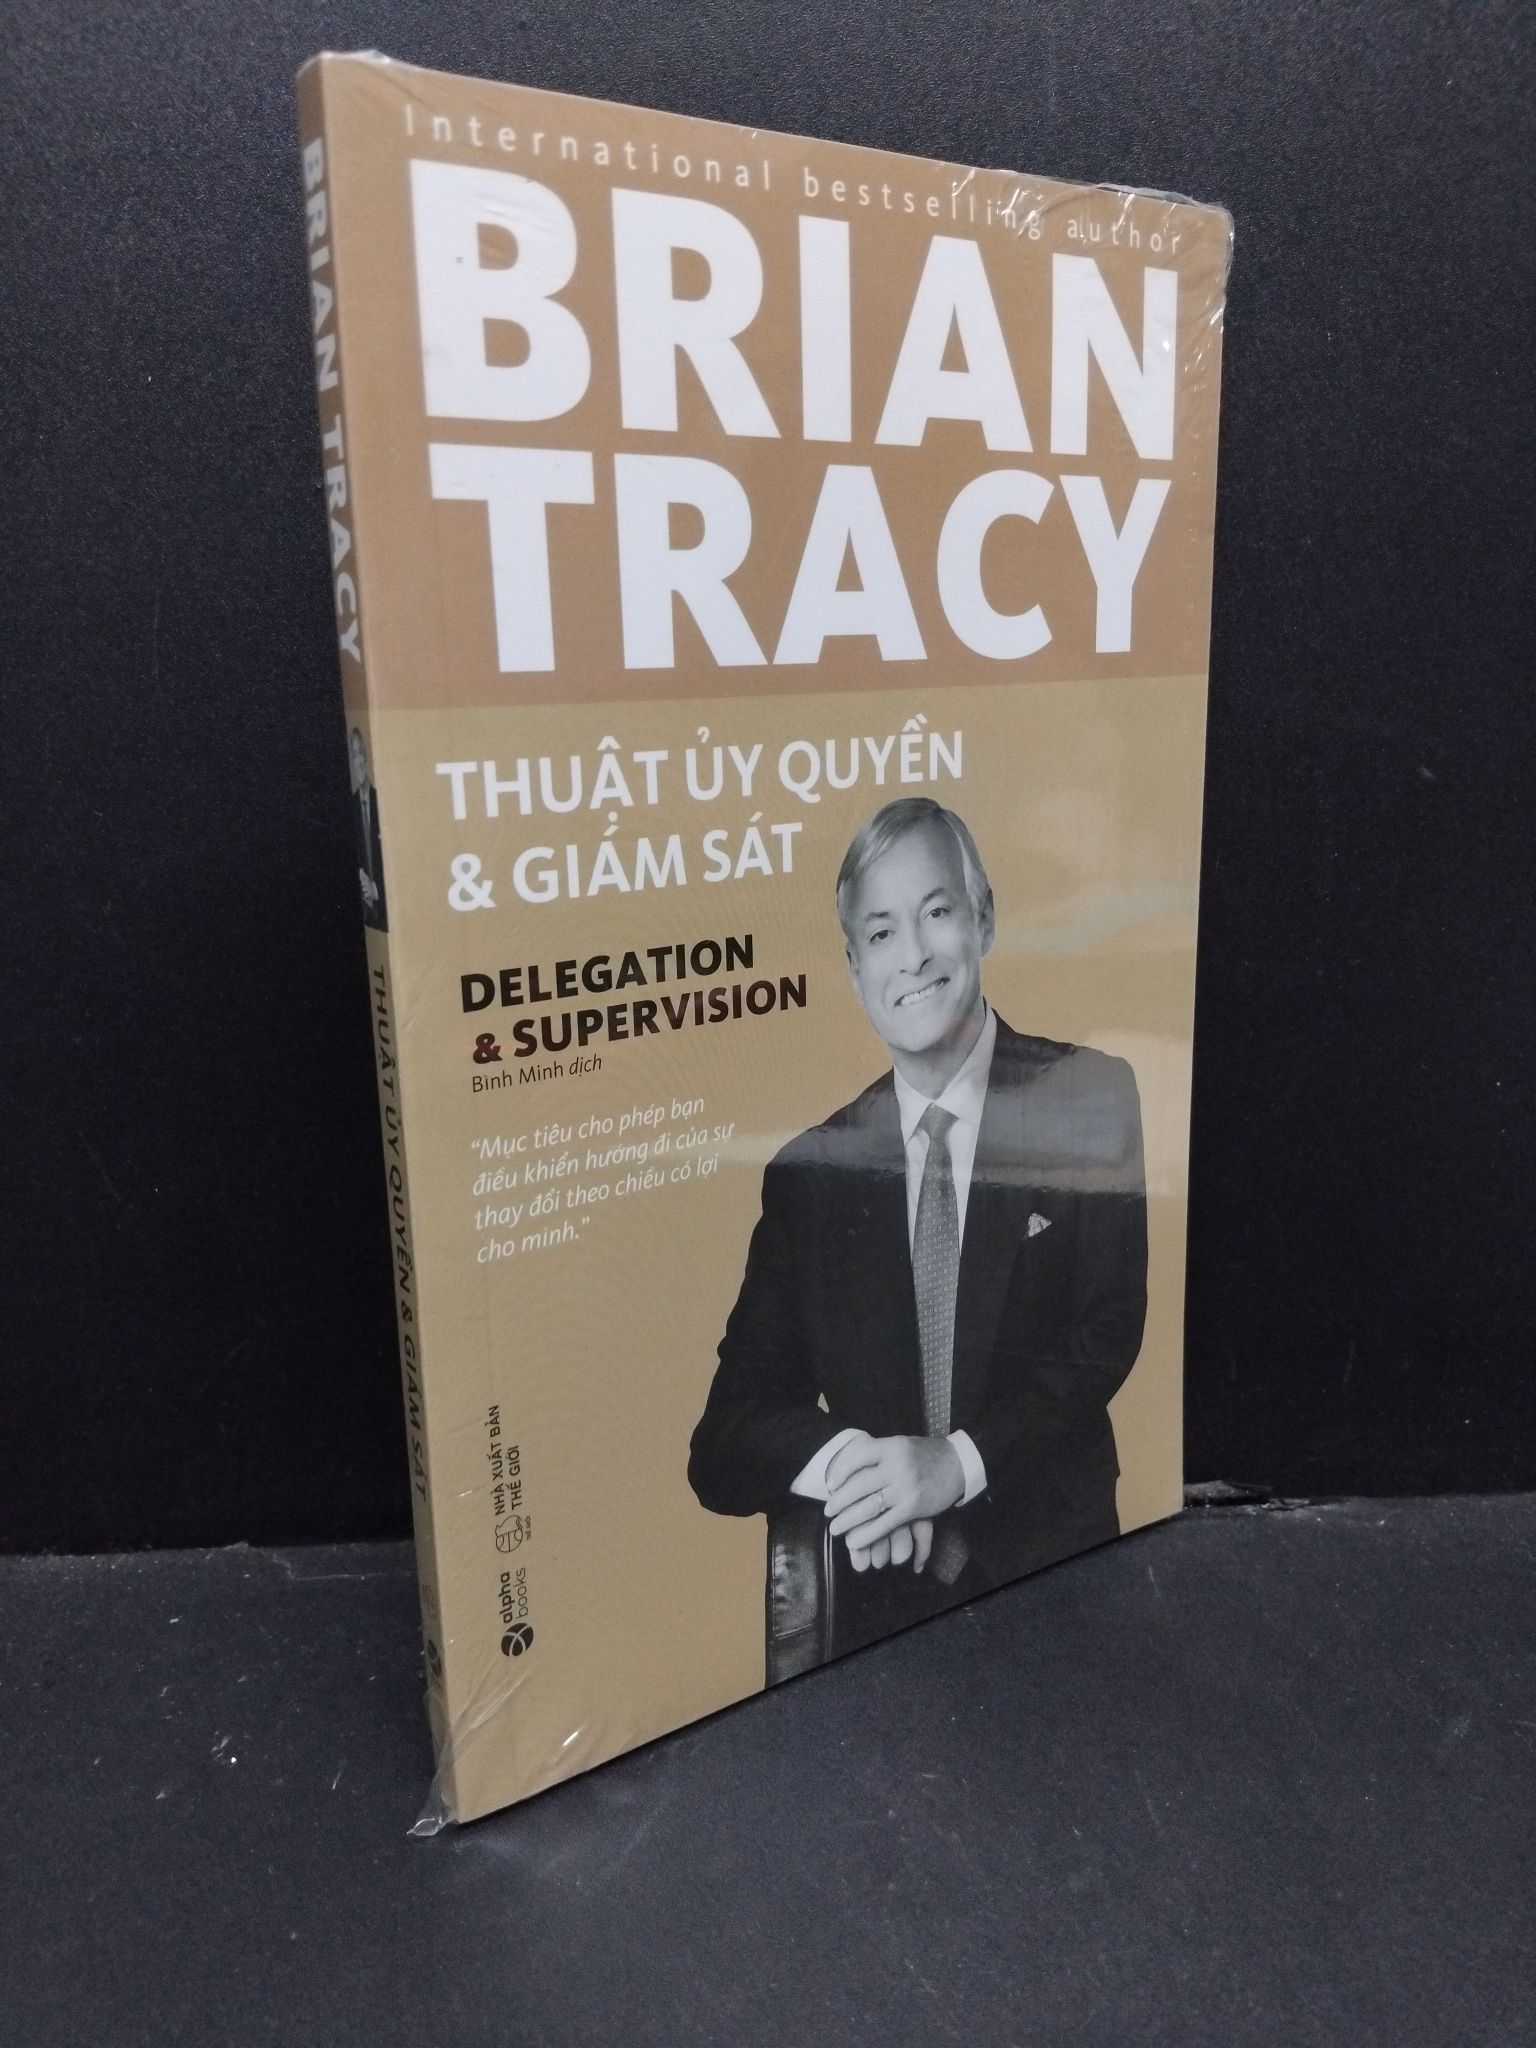 International bestselling author
BRIAN
TRACY
THUẬT ỦY QUYỀN
& GIÁM SÁT
DELEGATION
& SUPERVISION
Bình Minh dịch
“Mục tiêu cho phép bạn
điều khiển hướng đi của sự
thay đổi theo chiều có lợi
cho mình.”
NHÀ XUẤT BẢN
THẾ GIỚI
alpha
books
BRIAN TRACY
THUẬT ỦY QUYỀN & GIÁM SÁT